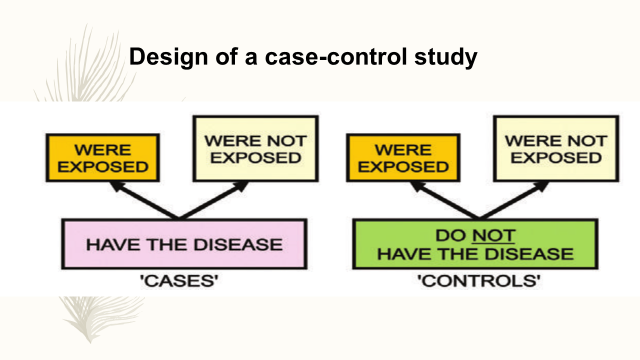 Design of a case-control study
WERE
EXPOSED
WERE NOT
EXPOSED
WERE
EXPOSED
WERE NOT
EXPOSED
HAVE THE DISEASE
DO NOT
HAVE THE DISEASE
'CASES'
'CONTROLS'